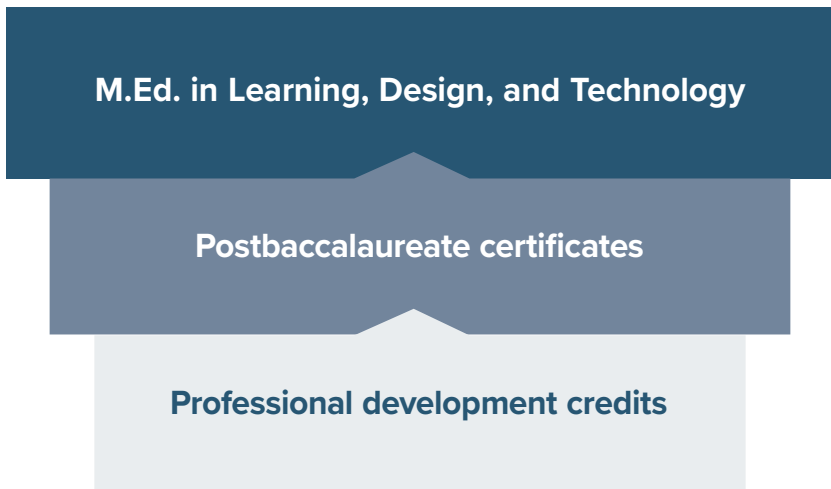 M.Ed. in Learning, Design, and Technology
Postbaccalaureate certificates
Professional development credits